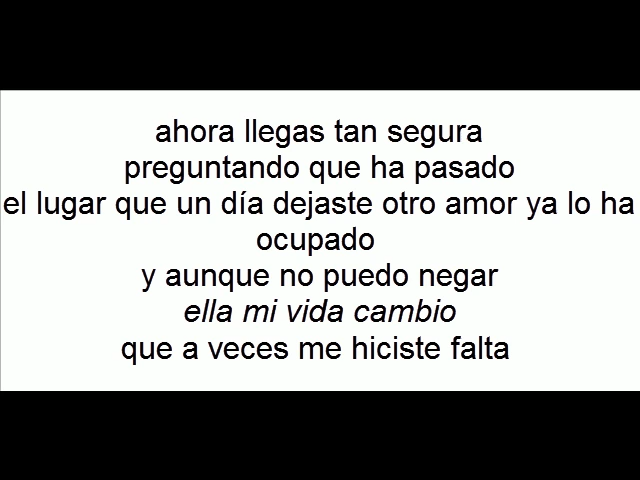 ahora llegas tan segura
preguntando que ha pasado
el lugar que un día dejaste otro amor ya lo ha
ocupado
y aunque no puedo negar
ella mi vida cambio
que a veces me hiciste falta